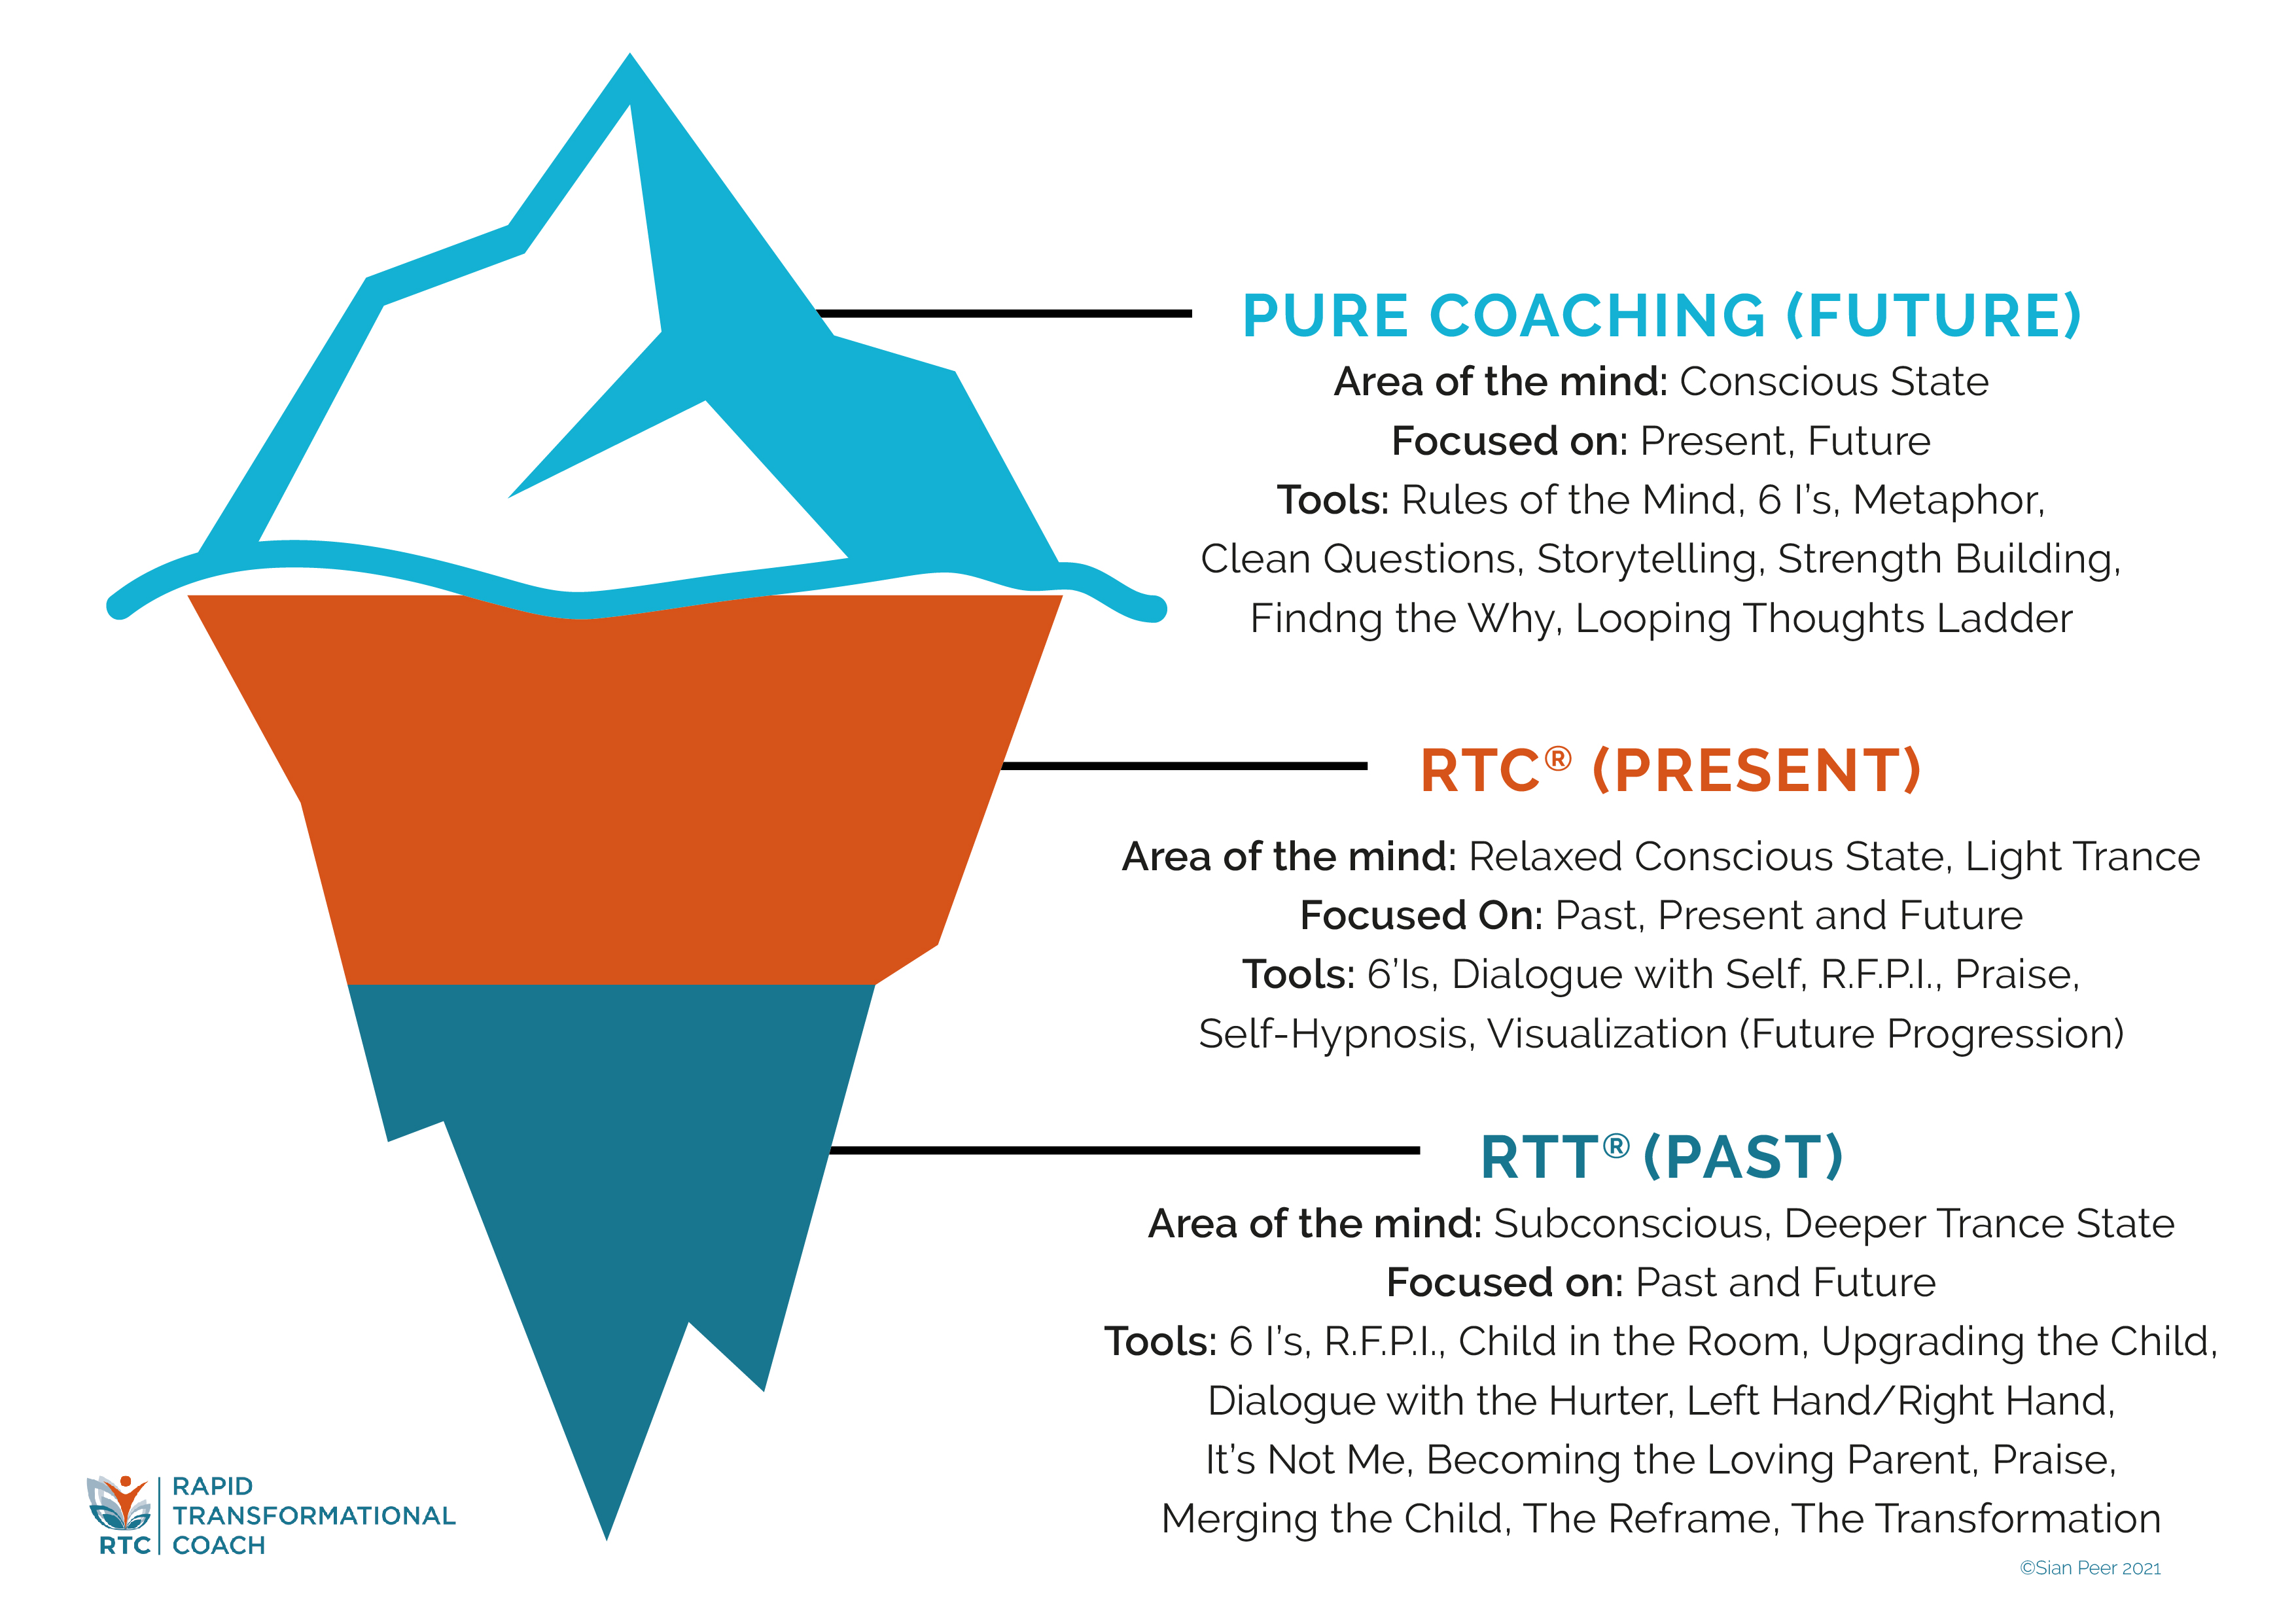 PURE COACHING (FUTURE)
Area of the mind: Conscious State
Focused on: Present, Future
Tools: Rules of the Mind, 6 I’s, Metaphor,
Clean Questions, Storytelling, Strength Building,
Findng the Why, Looping Thoughts Ladder
RTC® (PRESENT)
Area of the mind: Relaxed Conscious State, Light Trance
Focused On: Past, Present and Future
Tools: 6’Is, Dialogue with Self, R.F.P.I., Praise,
Self-Hypnosis, Visualization (Future Progression)
RTT® (PAST)
Area of the mind: Subconscious, Deeper Trance State
Focused on: Past and Future
Tools: 6 I’s, R.F.P.I., Child in the Room, Upgrading the Child,
Dialogue with the Hurter, Left Hand/Right Hand,
It’s Not Me, Becoming the Loving Parent, Praise,
Merging the Child, The Reframe, The Transformation
RTC
RAPID
TRANSFORMATIONAL
COACH
©Sian Peer 2021